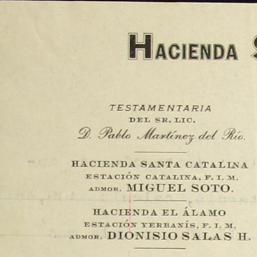 HACIENDA S
TESTAMENTARIA
DEL SR. LIC.
D. Pablo Martínez del Río.
HACIENDA SANTA CATALINA
ESTACIÓN CATALINA, F. I. M.
ADMOR. MIGUEL SOTO.
HACIENDA EL ÁLAMO
ESTACIÓN YERBANÍS, F. I. M.
ADMOR. DIONISIO SALAS H.